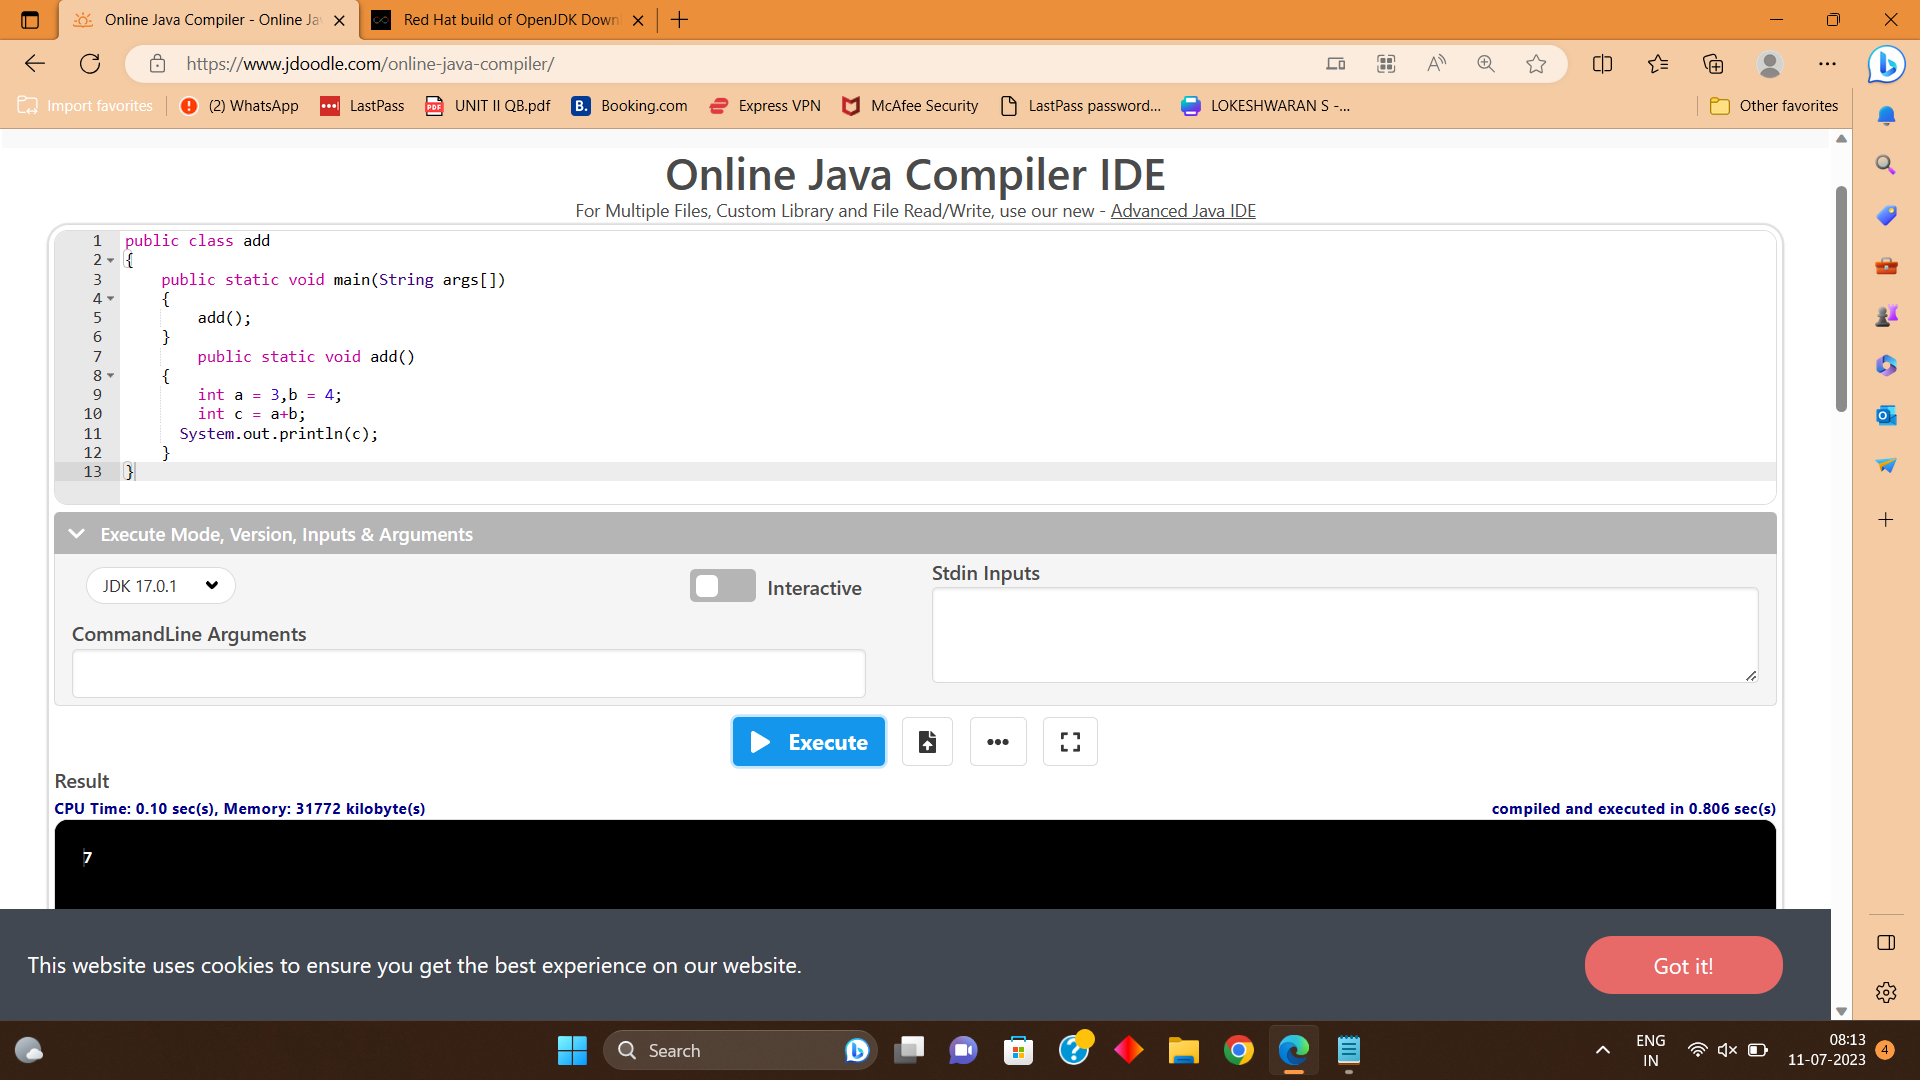 Online Java Compiler - Online Ja
Red Hat build of OpenJDK Down
https://www.jdoodle.com/online-java-compiler/
Import favorites
(2) WhatsApp
LastPass
UNIT II QB.pdf
Booking.com
Express VPN
McAfee Security
LastPass password...
LOKESHWARAN S -...
Other favorites
Online Java Compiler IDE
For Multiple Files, Custom Library and File Read/Write, use our new - Advanced Java IDE
1 public class add
2 {
3 public static void main(String args[])
4 {
5 add();
6 }
7 public static void add()
8 {
9 int a = 3,b = 4;
10 int c = a+b;
11 System.out.println(c);
12 }
13 }
Execute Mode, Version, Inputs & Arguments
JDK 17.0.1
Interactive
Stdin Inputs
CommandLine Arguments
Execute
Result
CPU Time: 0.10 sec(s), Memory: 31772 kilobyte(s)
compiled and executed in 0.806 sec(s)
7
This website uses cookies to ensure you get the best experience on our website.
Got it!
Search
ENG
IN
08:13
11-07-2023
4